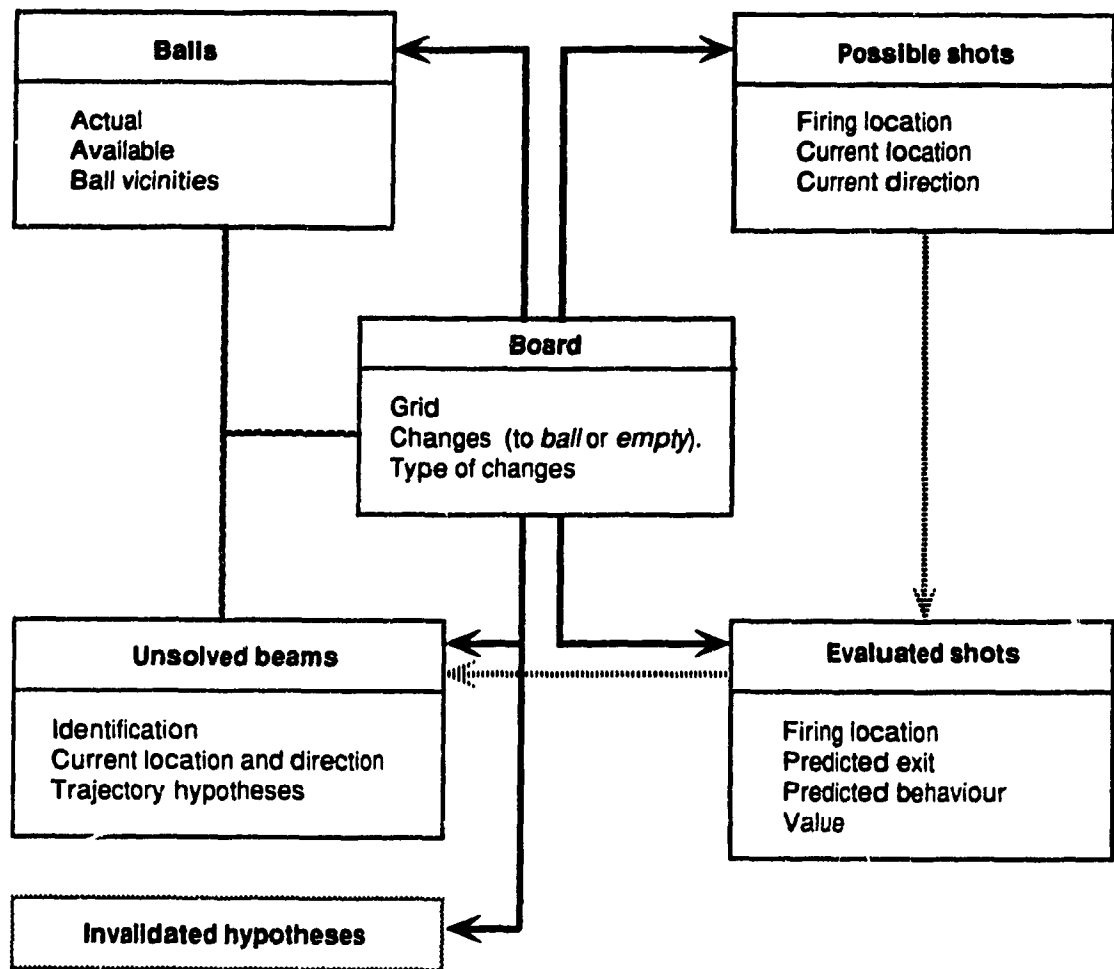 Balls
Actual
Available
Ball vicinities
Possible shots
Firing location
Current location
Current direction
Board
Grid
Changes (to ball or empty).
Type of changes
Unsolved beams
Identification
Current location and direction
Trajectory hypotheses
Evaluated shots
Firing location
Predicted exit
Predicted behaviour
Value
Invalidated hypotheses